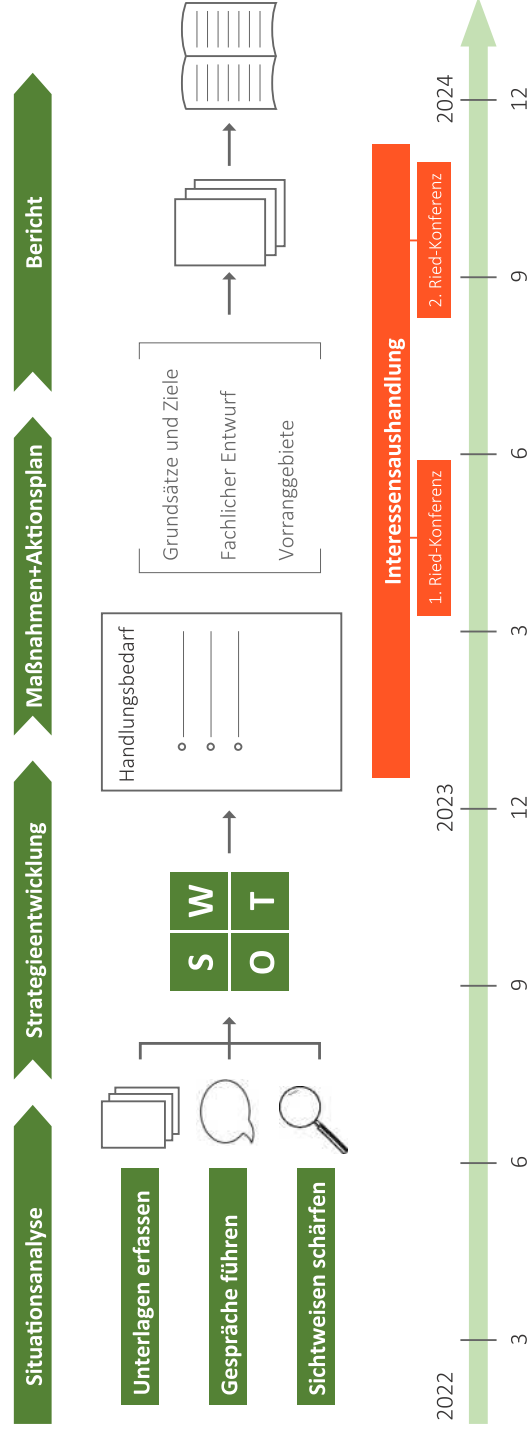 Situationsanalyse
Strategieentwicklung
Maßnahmen+Aktionsplan
Bericht
Unterlagen erfassen
Gespräche führen
Sichtweisen schärfen
S W
O T
Handlungsbedarf
Grundsätze und Ziele
Fachlicher Entwurf
Vorranggebiete
Interessensaushandlung
1. Ried-Konferenz
2. Ried-Konferenz
2022
2023
2024
3
6
9
12
3
6
9
12